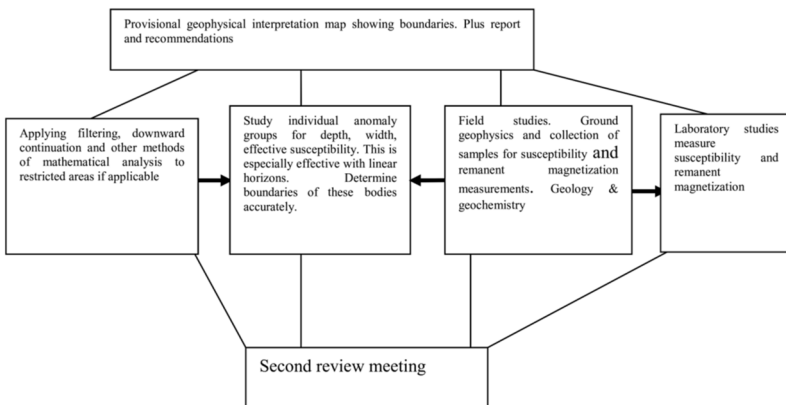 Provisional geophysical interpretation map showing boundaries. Plus report
and recommendations
Applying filtering, downward
continuation and other methods
of mathematical analysis to
restricted areas if applicable
Study individual anomaly
groups for depth, width,
effective susceptibility. This is
especially effective with linear
horizons. Determine
boundaries of these bodies
accurately.
Field studies. Ground
geophysics and collection of
samples for susceptibility and
remanent magnetization
measurements. Geology &
geochemistry
Laboratory studies
measure
susceptibility and
remanent
magnetization
Second review meeting